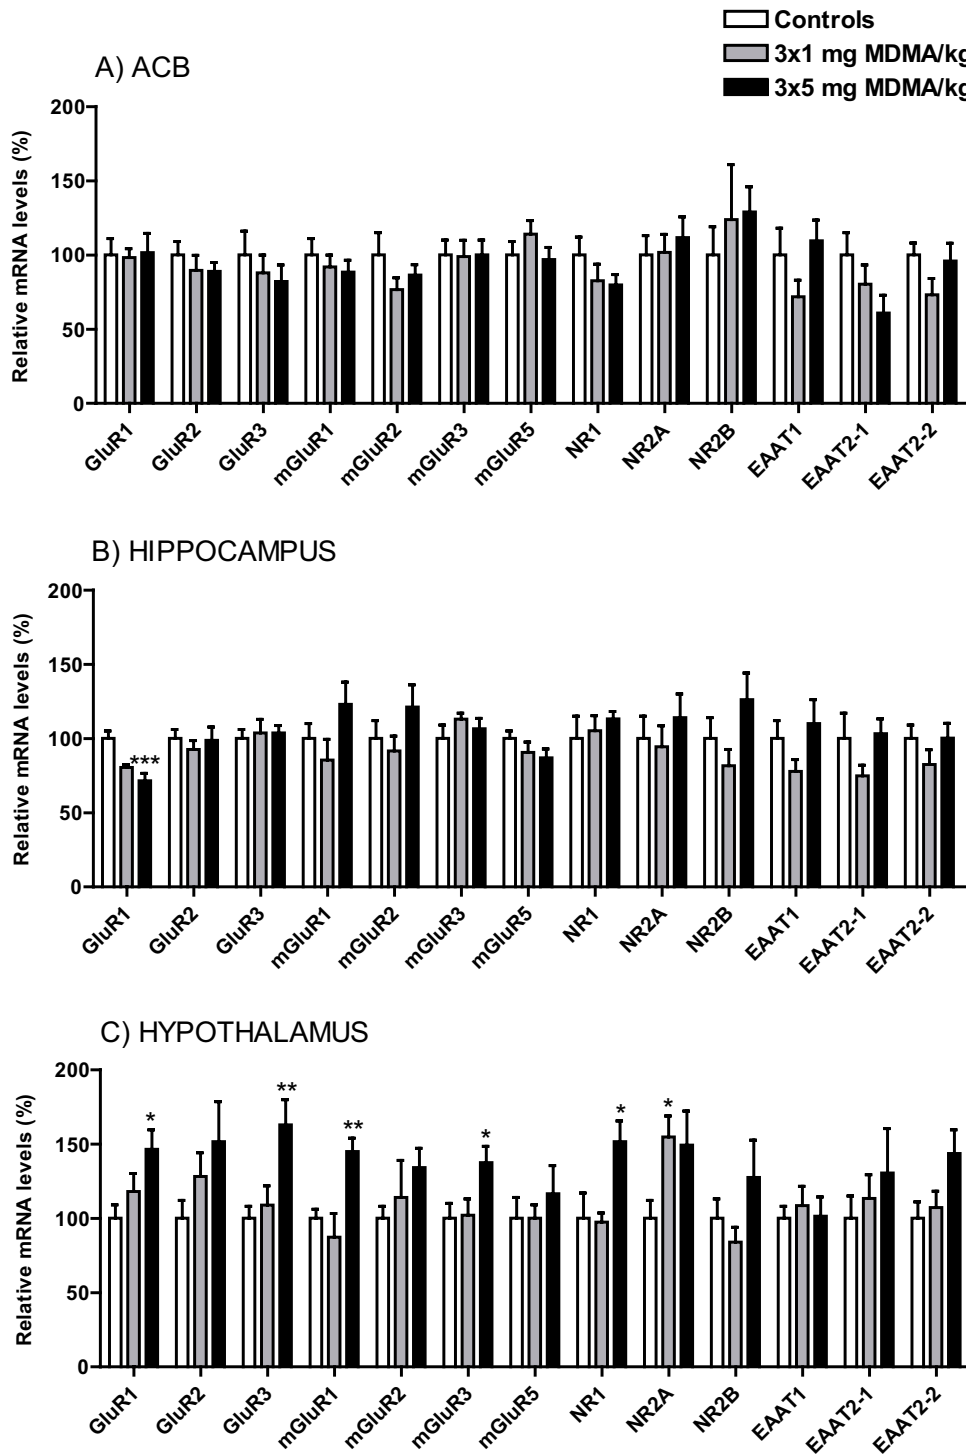 Controls
3x1 mg MDMA/kg
3x5 mg MDMA/kg
A) ACB
Relative mRNA levels (%)
200
150
100
50
0
GluR1 GluR2 GluR3 mGluR1 mGluR2 mGluR3 mGluR5 NR1 NR2A NR2B EAAT1 EAAT2-1 EAAT2-2
B) HIPPOCAMPUS
Relative mRNA levels (%)
200
150
100
50
0
***
GluR1 GluR2 GluR3 mGluR1 mGluR2 mGluR3 mGluR5 NR1 NR2A NR2B EAAT1 EAAT2-1 EAAT2-2
C) HYPOTHALAMUS
Relative mRNA levels (%)
200
150
100
50
0
* ** ** * * *
GluR1 GluR2 GluR3 mGluR1 mGluR2 mGluR3 mGluR5 NR1 NR2A NR2B EAAT1 EAAT2-1 EAAT2-2